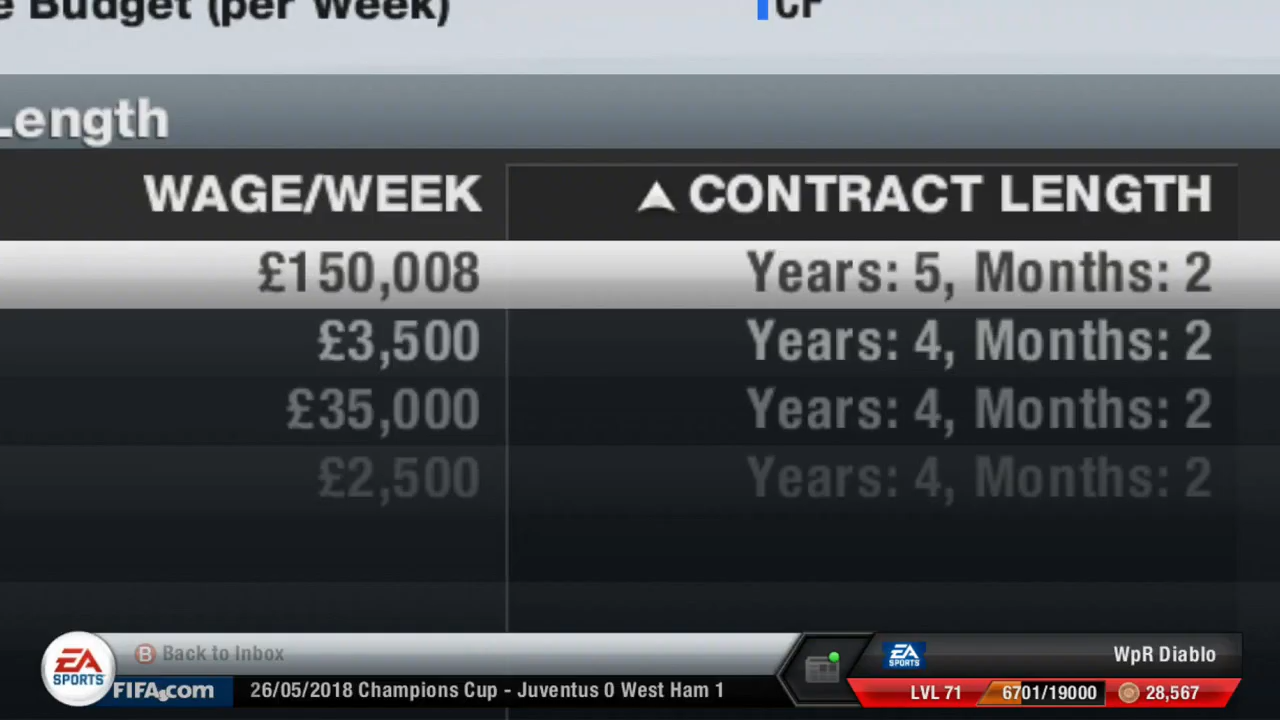 e Budget (per Week)
CF
Length
WAGE/WEEK ▲ CONTRACT LENGTH
£150,008 Years: 5, Months: 2
£3,500 Years: 4, Months: 2
£35,000 Years: 4, Months: 2
£2,500 Years: 4, Months: 2
B Back to Inbox
EA SPORTS
EA SPORTS
WpR Diablo
FIFA.com
26/05/2018 Champions Cup - Juventus 0 West Ham 1
LVL 71 6701/19000 28,567